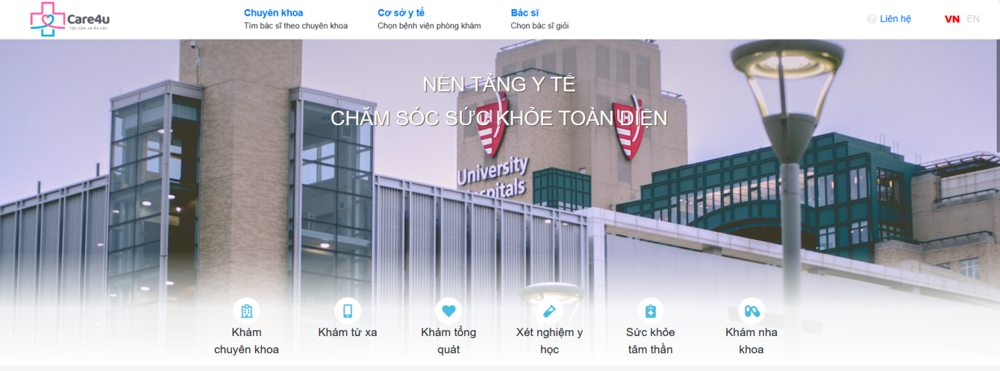 Care4u
Tận tâm và Ân cần
Chuyên khoa
Tìm bác sĩ theo chuyên khoa
Cơ sở y tế
Chọn bệnh viện phòng khám
Bác sĩ
Chọn bác sĩ giỏi
? Liên hệ
VN EN
NỀN TẢNG Y TẾ
CHĂM SÓC SỨC KHỎE TOÀN DIỆN
UH
UH
University
Hospitals
Khám
chuyên khoa
Khám từ xa
Khám tổng
quát
Xét nghiệm y
học
Sức khỏe
tâm thần
Khám nha
khoa